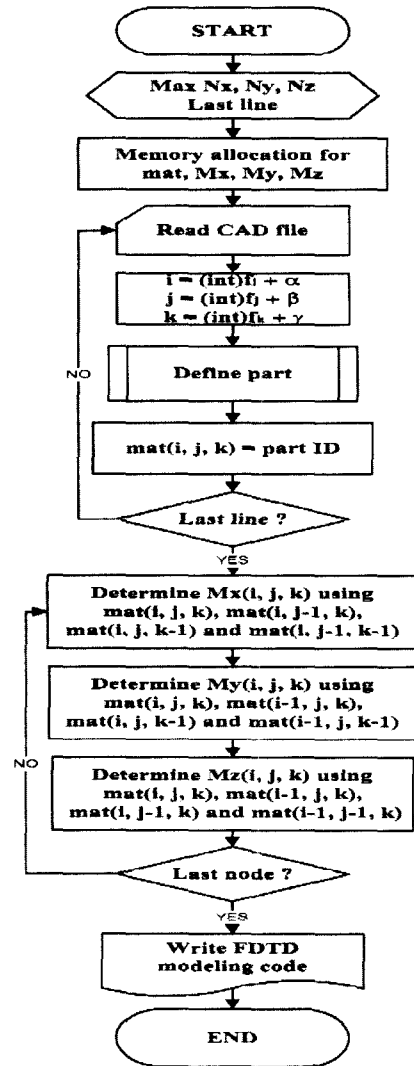 START
Max Nx, Ny, Nz
Last line
Memory allocation for
mat, Mx, My, Mz
Read CAD file
i = (int)fi + α
j = (int)fj + β
k = (int)fk + γ
Define part
mat(i, j, k) = part ID
Last line ?
NO
YES
Determine Mx(i, j, k) using
mat(i, j, k), mat(i, j-1, k),
mat(i, j, k-1) and mat(i, j-1, k-1)
Determine My(i, j, k) using
mat(i, j, k), mat(i-1, j, k),
mat(i, j, k-1) and mat(i-1, j, k-1)
Determine Mz(i, j, k) using
mat(i, j, k), mat(i-1, j, k),
mat(i, j-1, k) and mat(i-1, j-1, k)
Last node ?
NO
YES
Write FDTD
modeling code
END